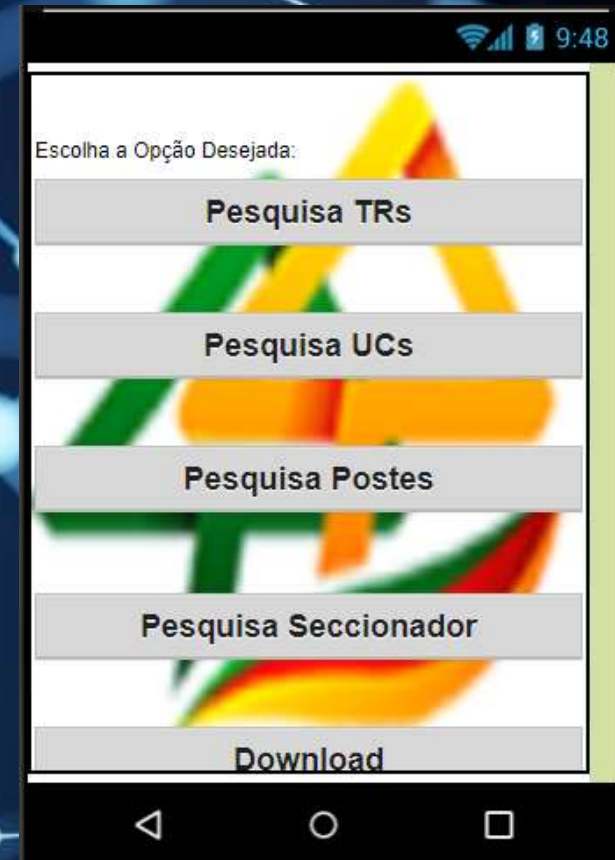 9:48
Escolha a Opção Desejada:
Pesquisa TRs
Pesquisa UCs
Pesquisa Postes
Pesquisa Seccionador
Download